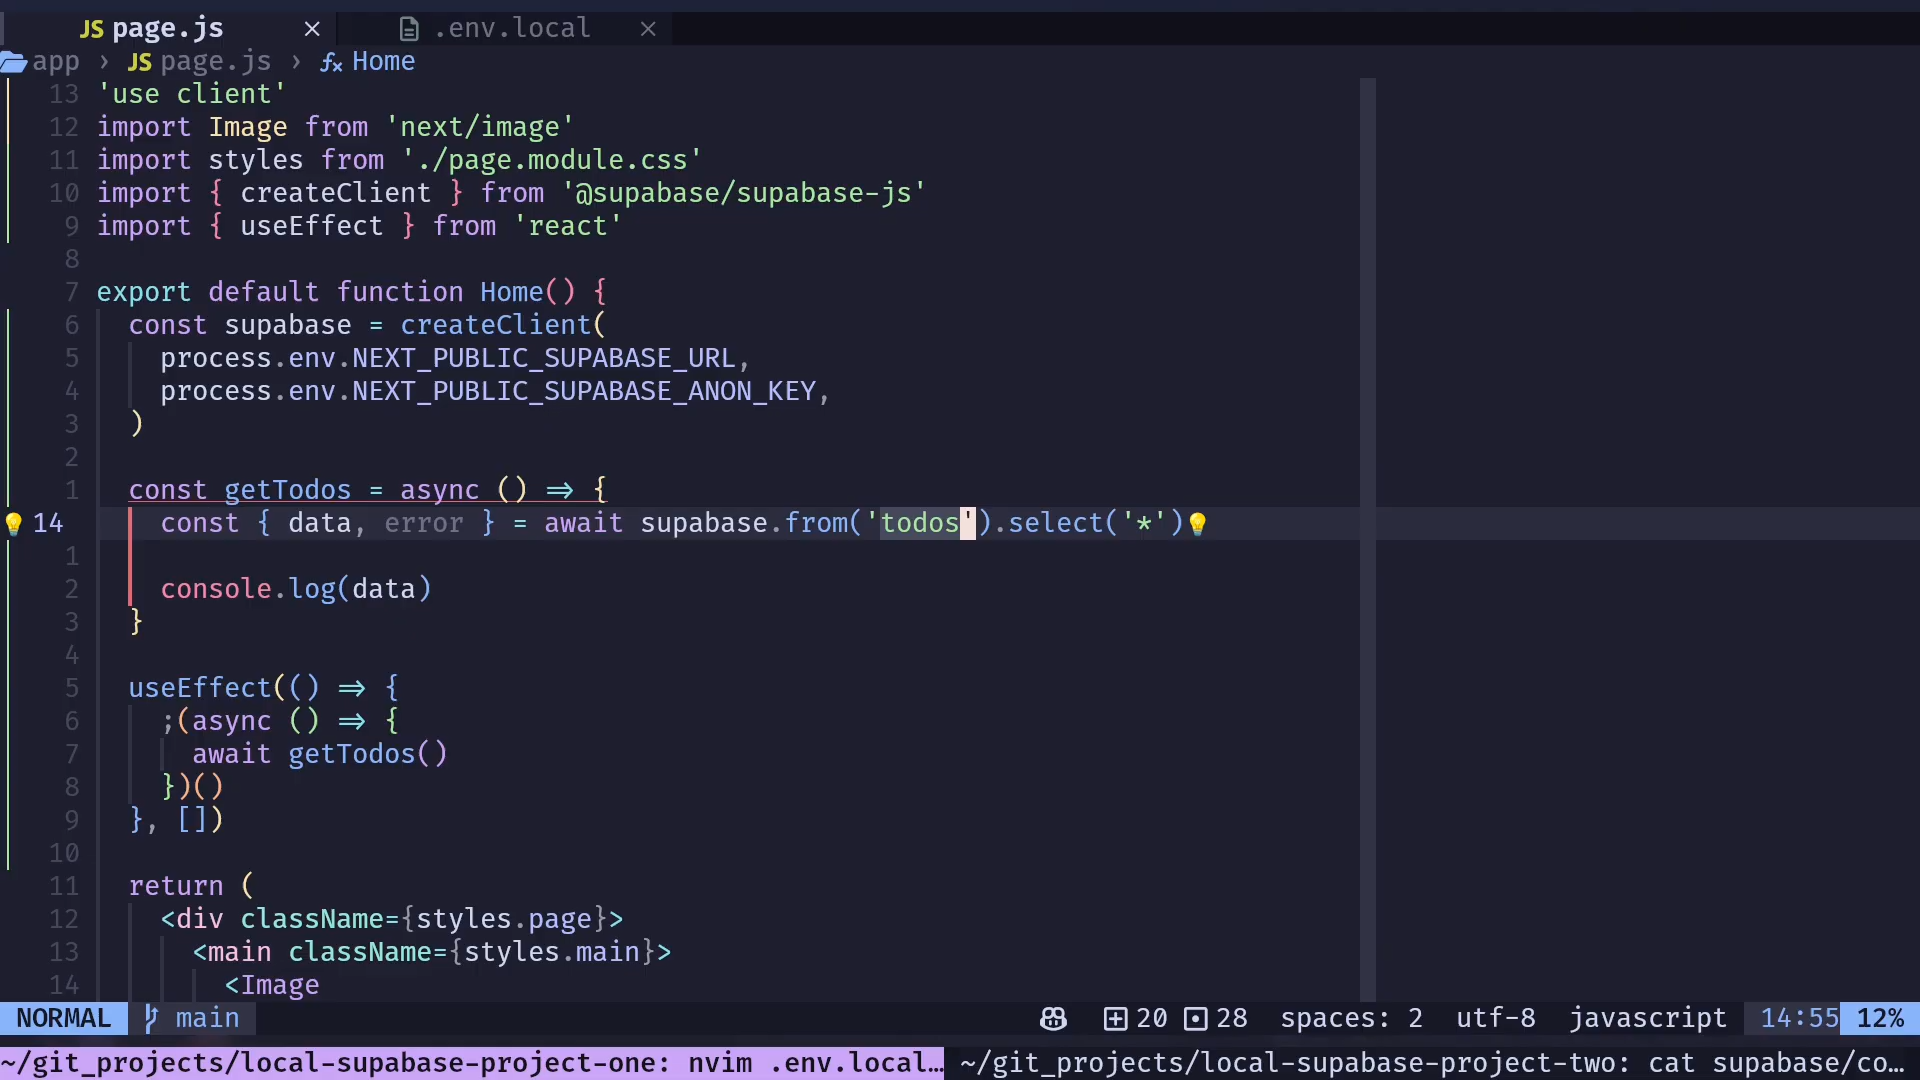 JS page.js × .env.local ×
app › JS page.js › fx Home
13 'use client'
12 import Image from 'next/image'
11 import styles from './page.module.css'
10 import { createClient } from '@supabase/supabase-js'
9 import { useEffect } from 'react'
8
7 export default function Home() {
6 const supabase = createClient(
5 process.env.NEXT_PUBLIC_SUPABASE_URL,
4 process.env.NEXT_PUBLIC_SUPABASE_ANON_KEY,
3 )
2
1 const getTodos = async () => {
14 const { data, error } = await supabase.from('todos').select('*')
1
2 console.log(data)
3 }
4
5 useEffect(() => {
6 ;(async () => {
7 await getTodos()
8 })()
9 }, [])
10
11 return (
12 <div className={styles.page}>
13 <main className={styles.main}>
14 <Image
NORMAL main 20 28 spaces: 2 utf-8 javascript 14:55 12%
~/git_projects/local-supabase-project-one: nvim .env.local… ~/git_projects/local-supabase-project-two: cat supabase/co…